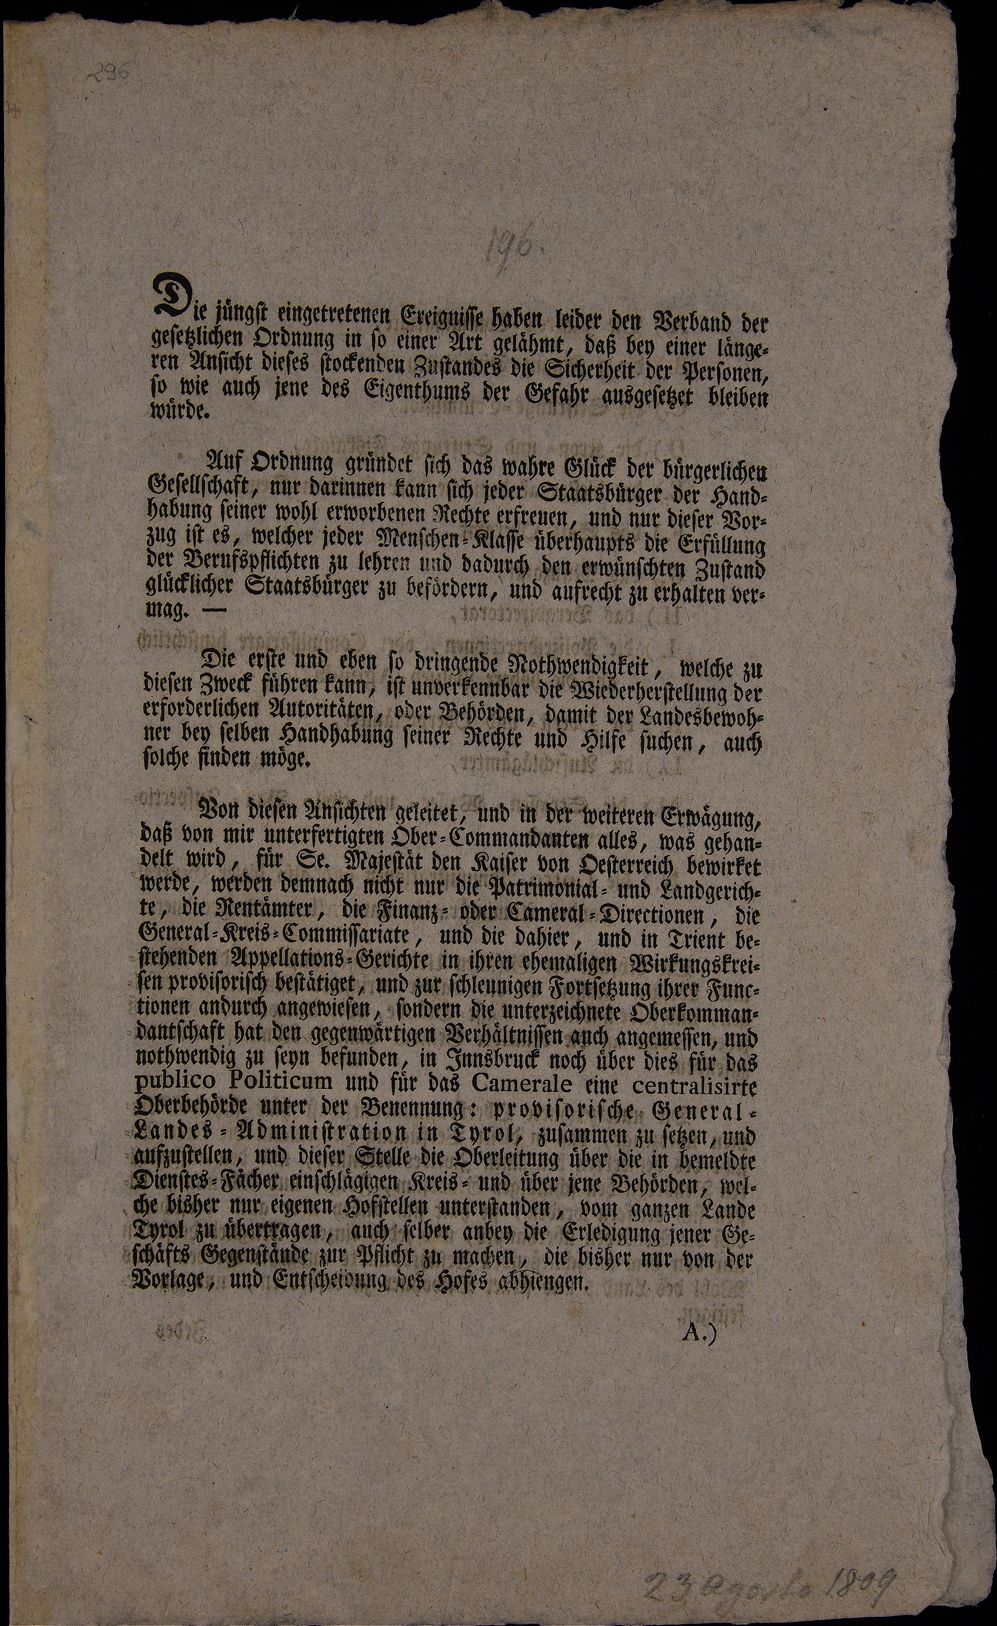 296
196.
Die jüngst eingetretenen Ereignisse haben leider den Verband der
gesetzlichen Ordnung in so einer Art gelähmt, daß bey einer länge-
ren Ansicht dieses stockenden Zustandes die Sicherheit der Personen,
so wie auch jene des Eigenthums der Gefahr ausgesetzet bleiben
würde.
Auf Ordnung gründet sich das wahre Glück der bürgerlichen
Gesellschaft, nur darinnen kann sich jeder Staatsbürger der Hand-
habung seiner wohl erworbenen Rechte erfreuen, und nur dieser Vor-
zug ist es, welcher jeder Menschen-Klasse überhaupts die Erfüllung
der Berufspflichten zu lehren und dadurch den erwünschten Zustand
glücklicher Staatsbürger zu befördern, und aufrecht zu erhalten ver-
mag. —
Die erste und eben so dringende Nothwendigkeit, welche zu
diesen Zweck führen kann, ist unverkennbar die Wiederherstellung der
erforderlichen Autoritäten, oder Behörden, damit der Landesbewoh-
ner bey selben Handhabung seiner Rechte und Hilfe suchen, auch
solche finden möge.
Von diesen Ansichten geleitet, und in der weiteren Erwägung,
daß von mir unterfertigten Ober-Commandanten alles, was gehan-
delt wird, für Se. Majestät den Kaiser von Oesterreich bewirket
werde, werden demnach nicht nur die Patrimonial- und Landgerich-
te, die Rentämter, die Finanz- oder Cameral-Directionen, die
General-Kreis-Commissariate, und die dahier, und in Trient be-
stehenden Appellations-Gerichte in ihren ehemaligen Wirkungskrei-
sen provisorisch bestätiget, und zur schleunigen Fortsetzung ihrer Func-
tionen andurch angewiesen, sondern die unterzeichnete Oberkomman-
dantschaft hat den gegenwärtigen Verhältnissen auch angemessen, und
nothwendig zu seyn befunden, in Innsbruck noch über dies für das
publico Politicum und für das Camerale eine centralisirte
Oberbehörde unter der Benennung: provisorische General-
Landes-Administration in Tyrol, zusammen zu setzen, und
aufzustellen, und dieser Stelle die Oberleitung über die in bemeldte
Dienstes-Fächer einschlägigen Kreis- und über jene Behörden, wel-
che bisher nur eigenen Hofstellen unterstanden, vom ganzen Lande
Tyrol zu übertragen, auch selber anbey die Erledigung jener Ge-
schäfts Gegenstände zur Pflicht zu machen, die bisher nur von der
Vorlage, und Entscheidung des Hofes abhiengen.
A.)
23 Agosto 1809